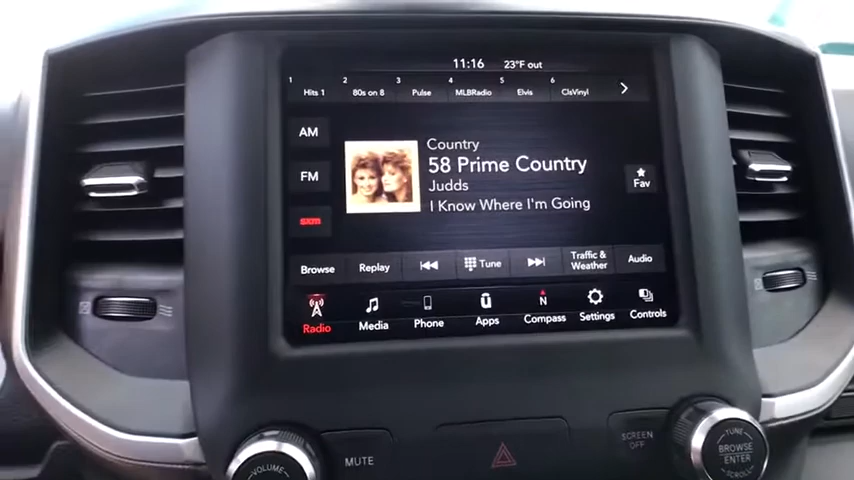 11:16 23°F out
1 Hits 1 2 80s on 8 3 Pulse 4 MLBRadio 5 Elvis 6 ClsVinyl
AM
FM
SXM
Country
58 Prime Country
Judds
I Know Where I'm Going
Fav
Browse Replay Tune Traffic & Weather Audio
Radio Media Phone Apps N Compass Settings Controls
VOLUME
MUTE
SCREEN OFF
TUNE
BROWSE
ENTER
SCROLL